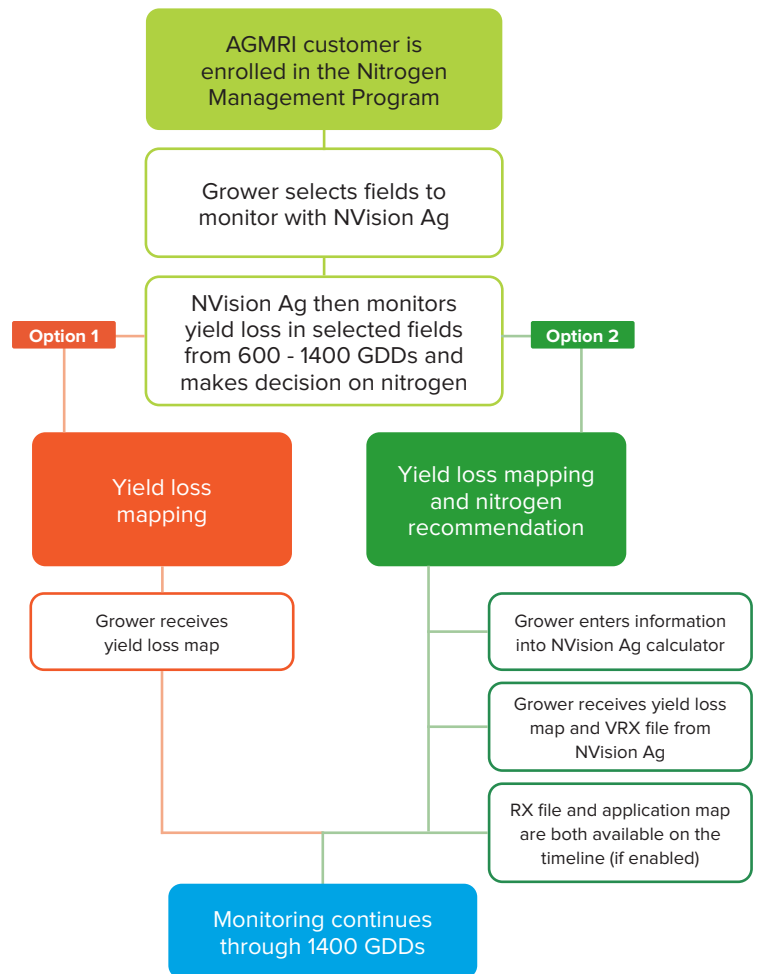 AGMRI customer is
enrolled in the Nitrogen
Management Program
Grower selects fields to
monitor with NVision Ag
NVision Ag then monitors
yield loss in selected fields
from 600 - 1400 GDDs and
makes decision on nitrogen
Option 1
Option 2
Yield loss
mapping
Yield loss mapping
and nitrogen
recommendation
Grower receives
yield loss map
Grower enters information
into NVision Ag calculator
Grower receives yield loss
map and VRX file from
NVision Ag
RX file and application map
are both available on the
timeline (if enabled)
Monitoring continues
through 1400 GDDs